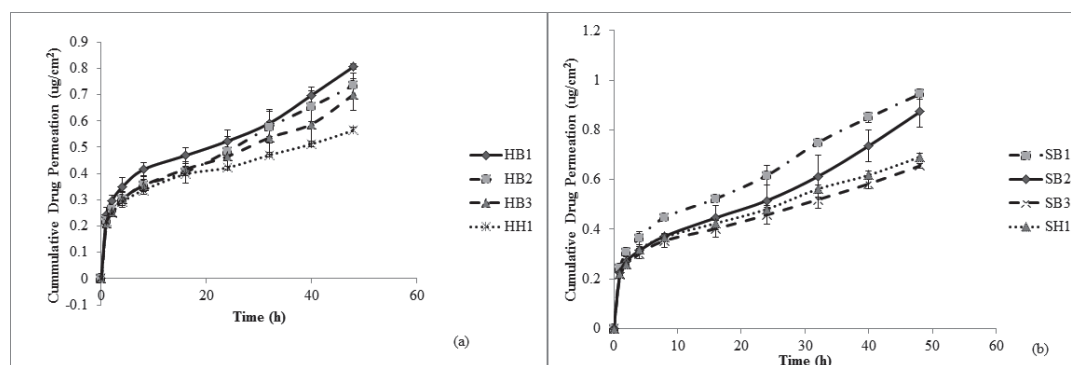 Cummulative Drug Permeation (ug/cm2)
0.9
0.8
0.7
0.6
0.5
0.4
0.3
0.2
0.1
0
-0.1
0
20
40
60
Time (h)
HB1
HB2
HB3
HH1
(a)
Cumulative Drug Permeation (ug/cm2)
1.2
1
0.8
0.6
0.4
0.2
0
0
10
20
30
40
50
60
Time (h)
SB1
SB2
SB3
SH1
(b)